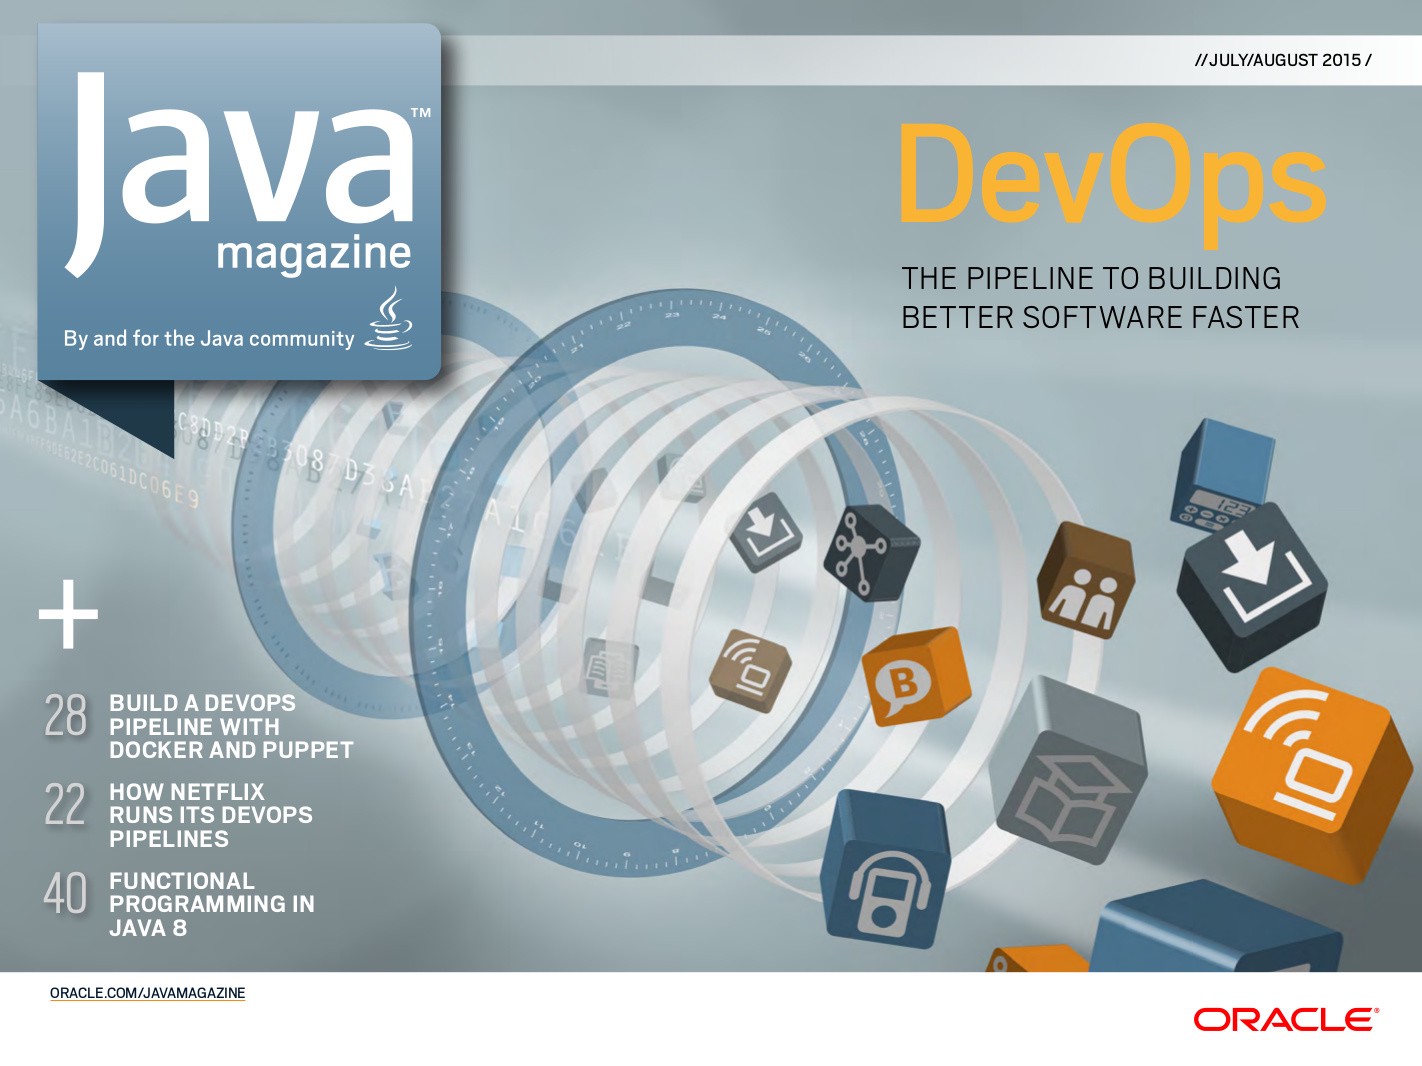 //JULY/AUGUST 2015 /
Java™
magazine
By and for the Java community
DevOps
THE PIPELINE TO BUILDING
BETTER SOFTWARE FASTER
+
28
BUILD A DEVOPS
PIPELINE WITH
DOCKER AND PUPPET
22
HOW NETFLIX
RUNS ITS DEVOPS
PIPELINES
40
FUNCTIONAL
PROGRAMMING IN
JAVA 8
B
123
ORACLE.COM/JAVAMAGAZINE
ORACLE®